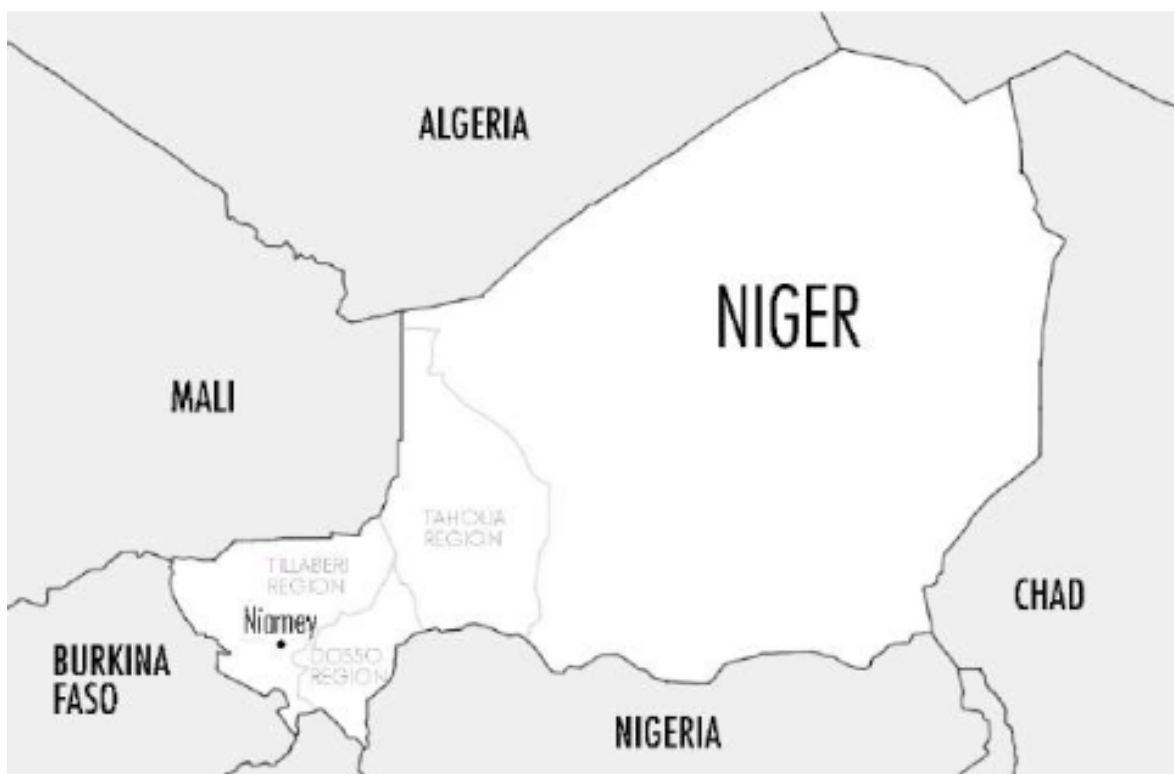 ALGERIA
NIGER
MALI
TAHOUA
REGION
TILLABERI
REGION
CHAD
Niamey
DOSSO
REGION
BURKINA
FASO
NIGERIA